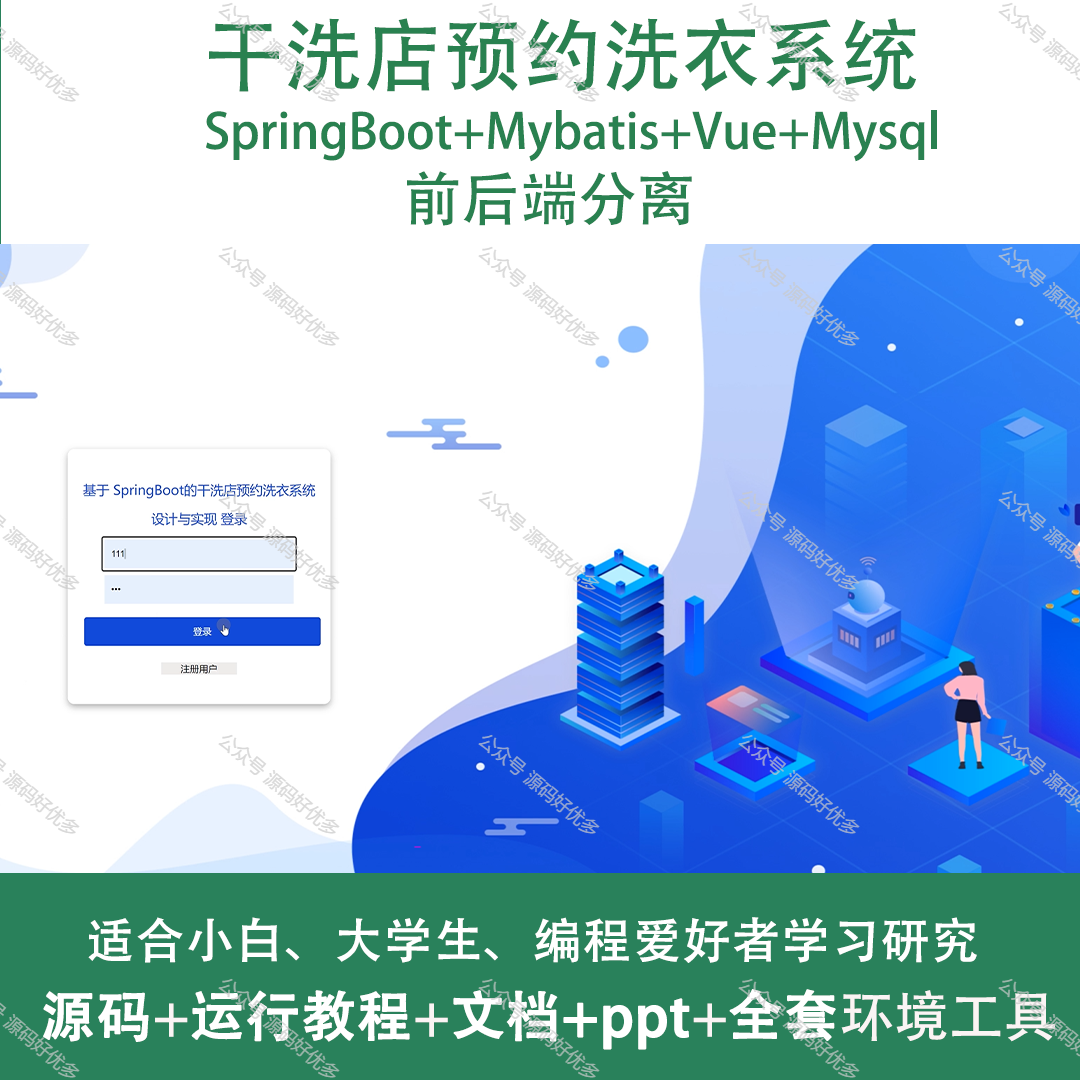 干洗店预约洗衣系统
SpringBoot+Mybatis+Vue+Mysql
前后端分离
基于 SpringBoot的干洗店预约洗衣系统
设计与实现 登录
111
•••
登录
注册用户
适合小白、大学生、编程爱好者学习研究
源码+运行教程+文档+ppt+全套环境工具
公众号 源码好优多